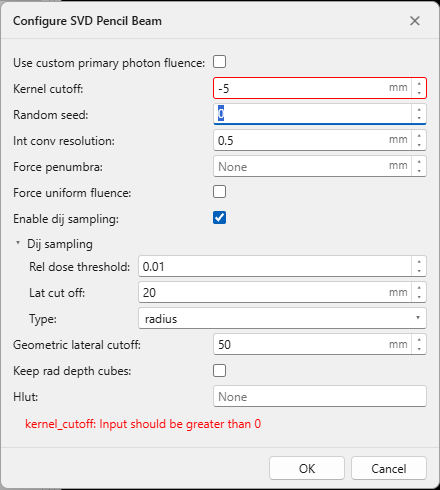 Configure SVD Pencil Beam
Use custom primary photon fluence:
Kernel cutoff: -5 mm
Random seed: 0
Int conv resolution: 0.5 mm
Force penumbra: None
Force uniform fluence:
Enable dij sampling:
Dij sampling
Rel dose threshold: 0.01
Lat cut off: 20 mm
Type: radius
Geometric lateral cutoff: 50 mm
Keep rad depth cubes:
Hlut: None
kernel_cutoff: Input should be greater than 0
OK Cancel